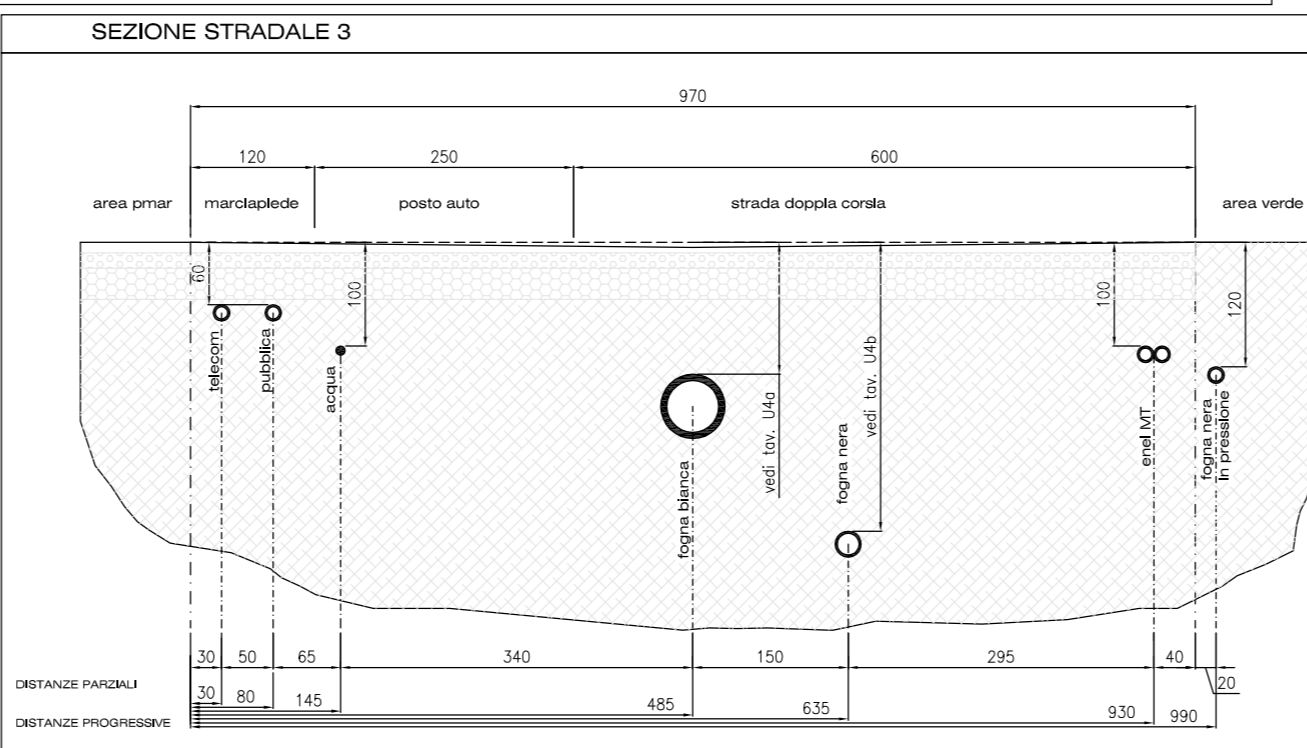 SEZIONE STRADALE 3
970
120
250
600
area pmar
marciapiede
posto auto
strada doppia corsia
area verde
60
100
100
120
telecom
pubblica
acqua
fogna bianca
vedi tav. U4a
fogna nera
vedi tav. U4b
enel MT
fogna nera
in pressione
30
50
65
340
150
295
40
20
DISTANZE PARZIALI
30
80
145
485
635
930
990
DISTANZE PROGRESSIVE